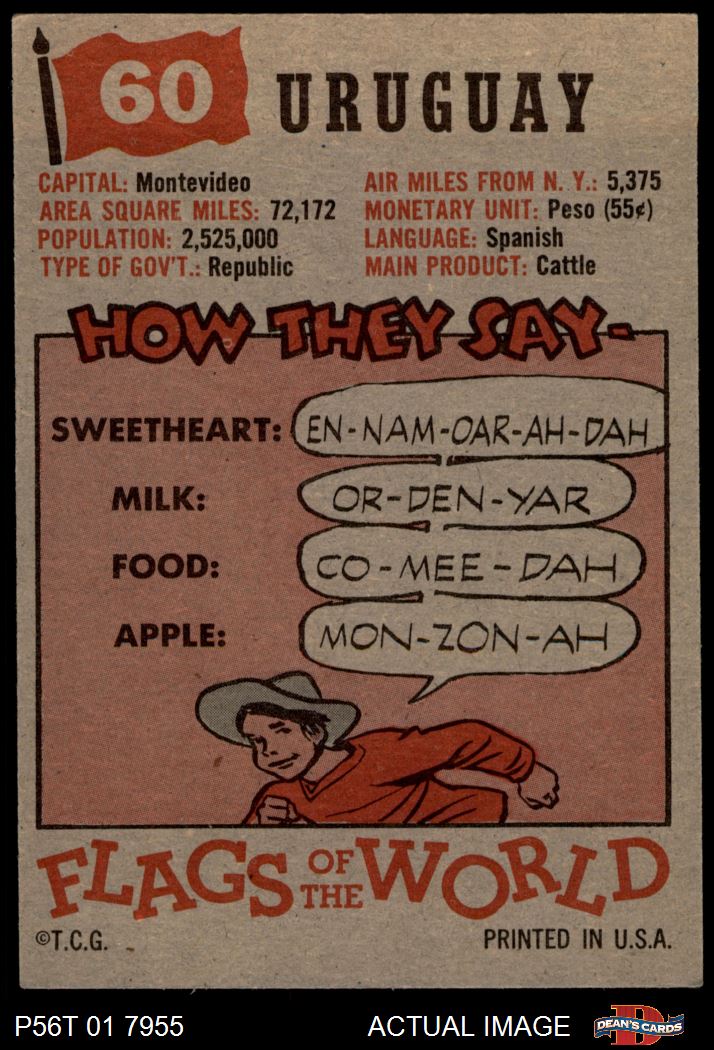 60 URUGUAY
CAPITAL: Montevideo
AREA SQUARE MILES: 72,172
POPULATION: 2,525,000
TYPE OF GOV'T.: Republic
AIR MILES FROM N. Y.: 5,375
MONETARY UNIT: Peso (55¢)
LANGUAGE: Spanish
MAIN PRODUCT: Cattle
HOW THEY SAY-
SWEETHEART: EN-NAM-OAR-AH-DAH
MILK: OR-DEN-YAR
FOOD: CO-MEE-DAH
APPLE: MON-ZON-AH
FLAGS OF THE WORLD
©T.C.G. PRINTED IN U.S.A.
P56T 01 7955 ACTUAL IMAGE D DEAN'S CARDS